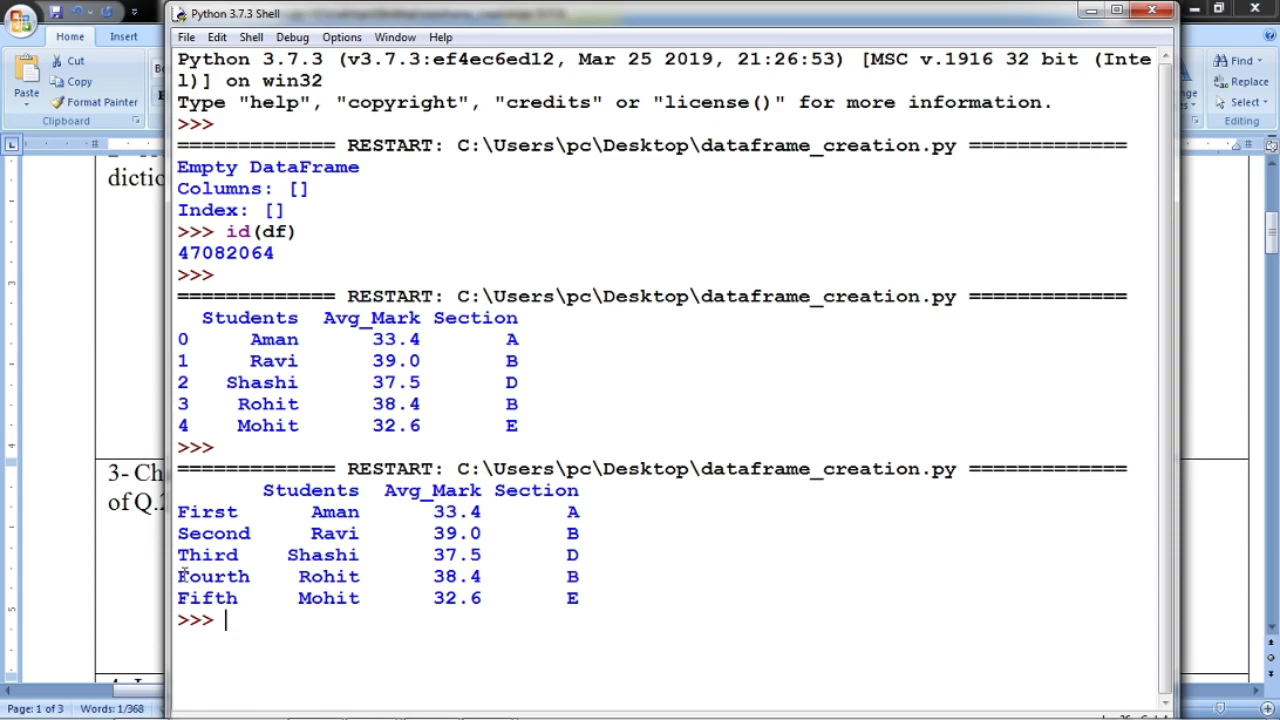 Python 3.7.3 Shell
Home Insert
File Edit Shell Debug Options Window Help
Cut
Copy
Format Painter
Paste
Clipboard
Find
Replace
Select
Editing
Python 3.7.3 (v3.7.3:ef4ec6ed12, Mar 25 2019, 21:26:53) [MSC v.1916 32 bit (Inte
l)] on win32
Type "help", "copyright", "credits" or "license()" for more information.
>>>
============= RESTART: C:\Users\pc\Desktop\dataframe_creation.py =============
Empty DataFrame
Columns: []
Index: []
>>> id(df)
47082064
>>>
============= RESTART: C:\Users\pc\Desktop\dataframe_creation.py =============
Students Avg_Mark Section
0 Aman 33.4 A
1 Ravi 39.0 B
2 Shashi 37.5 D
3 Rohit 38.4 B
4 Mohit 32.6 E
>>>
============= RESTART: C:\Users\pc\Desktop\dataframe_creation.py =============
Students Avg_Mark Section
First Aman 33.4 A
Second Ravi 39.0 B
Third Shashi 37.5 D
Fourth Rohit 38.4 B
Fifth Mohit 32.6 E
>>>
dictio
3- Ch
of Q.2
Page: 1 of 3 Words: 1/368